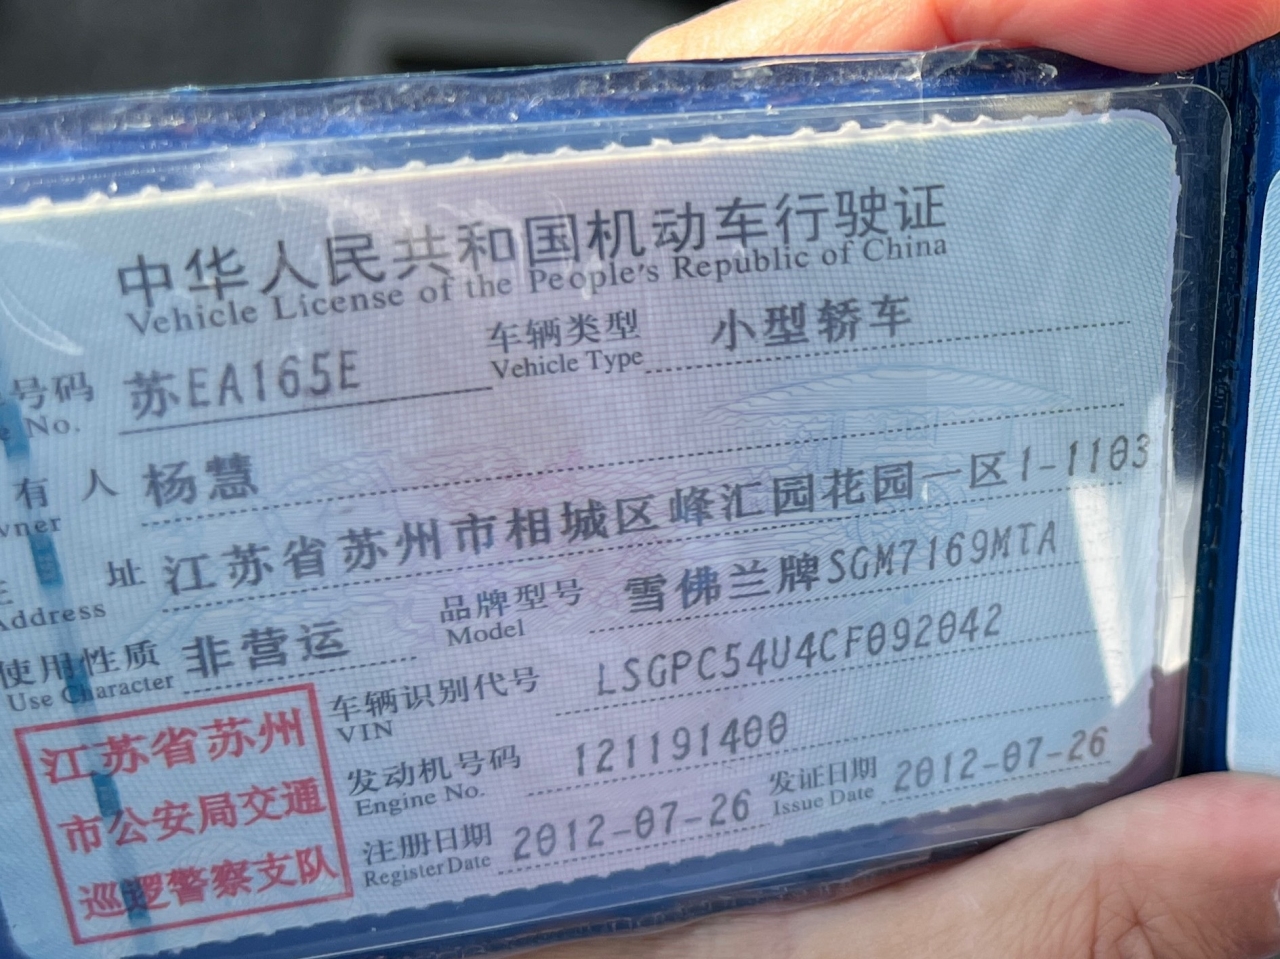 中华人民共和国机动车行驶证
Vehicle License of the People's Republic of China
号码 苏EA165E 车辆类型 小型轿车
No. Vehicle Type
有人 杨慧
wner
址 江苏省苏州市相城区峰汇园花园一区1-1103
Address
使用性质 非营运 品牌型号 雪佛兰牌SGM7169MTA
Use Character Model
车辆识别代号 LSGPC54U4CF092042
VIN
发动机号码 121191400
Engine No.
注册日期 2012-07-26 发证日期 2012-07-26
Register Date Issue Date
江苏省苏州
市公安局交通
巡逻警察支队